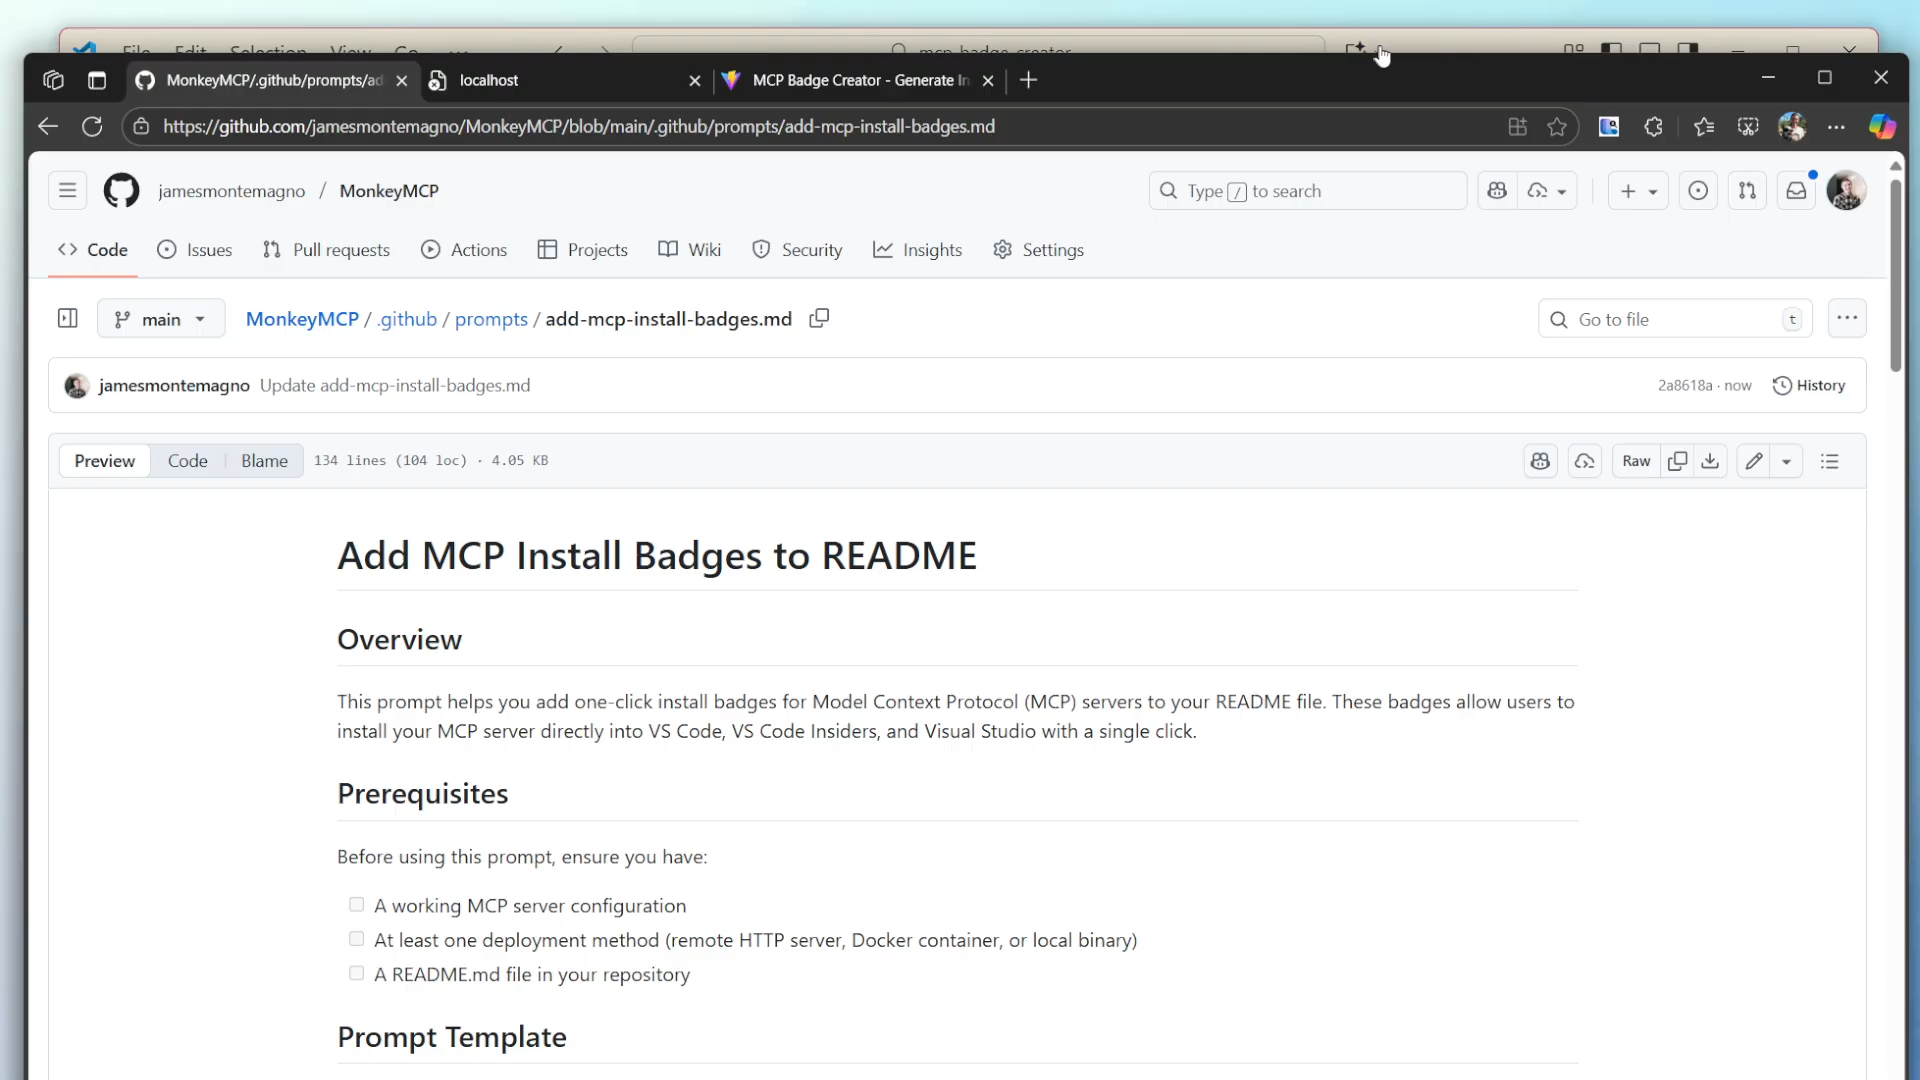 File Edit Selection View Go ... mcp-badge-creator
MonkeyMCP/.github/prompts/ad
localhost
MCP Badge Creator - Generate In
https://github.com/jamesmontemagno/MonkeyMCP/blob/main/.github/prompts/add-mcp-install-badges.md
jamesmontemagno / MonkeyMCP
Type / to search
Code Issues Pull requests Actions Projects Wiki Security Insights Settings
main MonkeyMCP / .github / prompts / add-mcp-install-badges.md
Go to file t
jamesmontemagno Update add-mcp-install-badges.md
2a8618a · now History
Preview Code Blame 134 lines (104 loc) · 4.05 KB
Raw
Add MCP Install Badges to README
Overview
This prompt helps you add one-click install badges for Model Context Protocol (MCP) servers to your README file. These badges allow users to
install your MCP server directly into VS Code, VS Code Insiders, and Visual Studio with a single click.
Prerequisites
Before using this prompt, ensure you have:
A working MCP server configuration
At least one deployment method (remote HTTP server, Docker container, or local binary)
A README.md file in your repository
Prompt Template